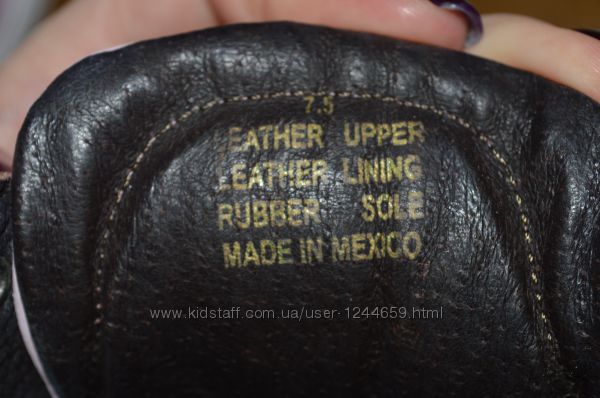 7.5
LEATHER UPPER
LEATHER LINING
RUBBER SOLE
MADE IN MEXICO
www.kidstaff.com.ua/user-1244659.html